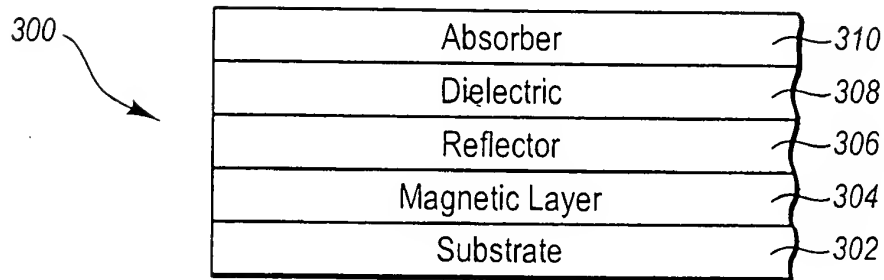 300
Absorber 310
Dielectric 308
Reflector 306
Magnetic Layer 304
Substrate 302